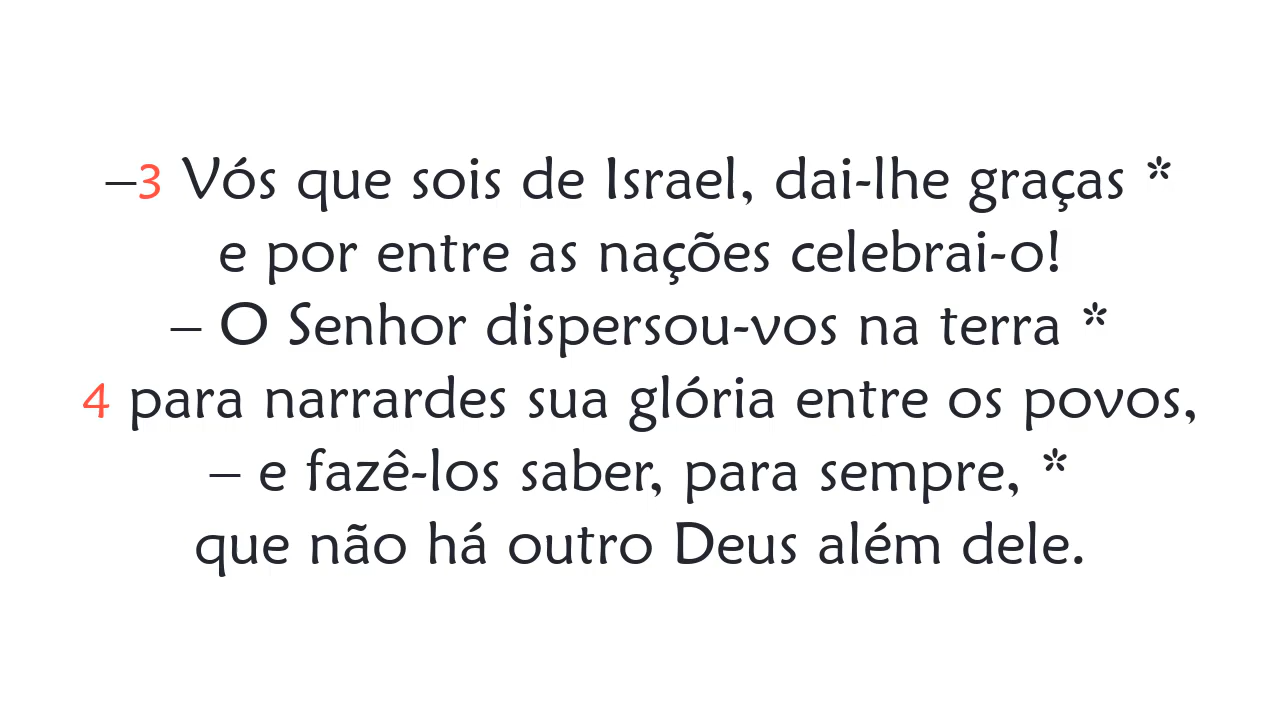 –3 Vós que sois de Israel, dai-lhe graças *
e por entre as nações celebrai-o!
– O Senhor dispersou-vos na terra *
4 para narrardes sua glória entre os povos,
– e fazê-los saber, para sempre, *
que não há outro Deus além dele.